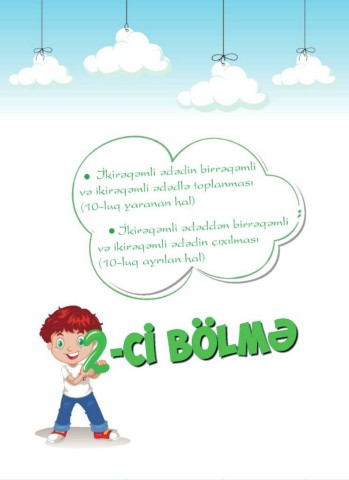 • İkirəqəmli ədədin birrəqəmli
və ikirəqəmli ədədlə toplanması
(10-luq yaranan hal)
• İkirəqəmli ədəddən birrəqəmli
və ikirəqəmli ədədin çıxılması
(10-luq ayrılan hal)
2-Cİ BÖLMƏ